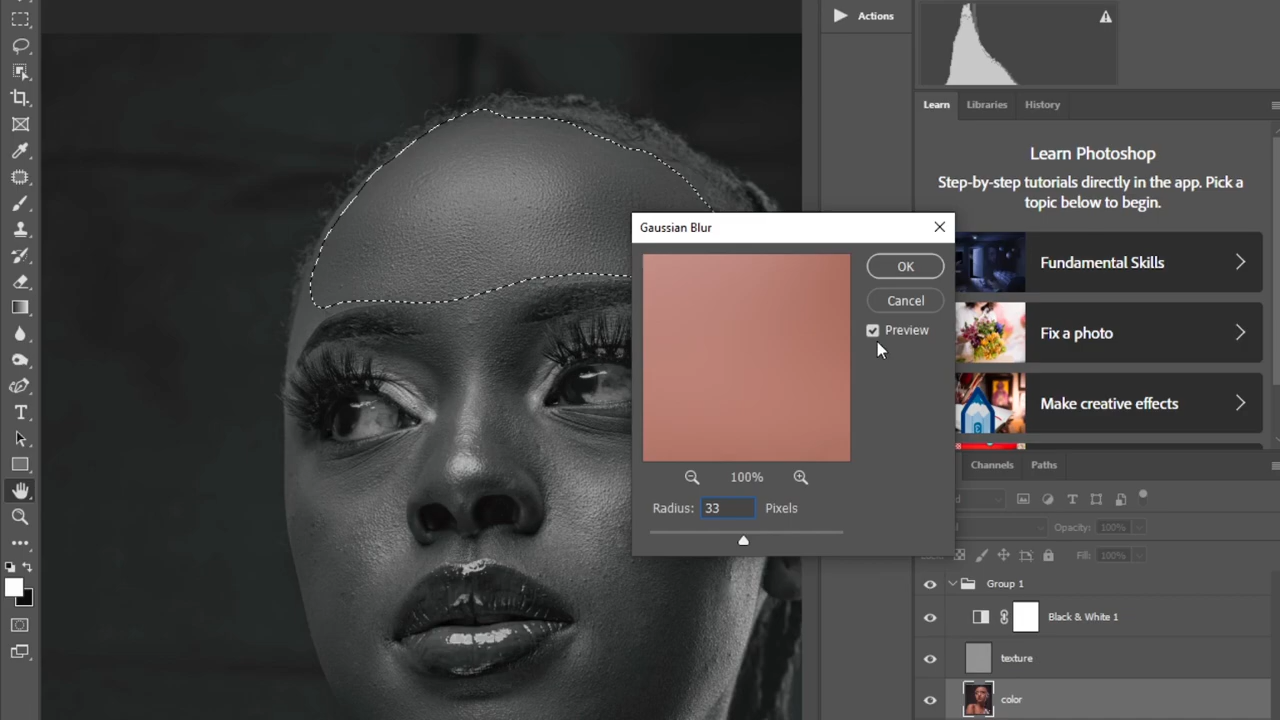 Actions
Learn
Libraries
History
Learn Photoshop
Step-by-step tutorials directly in the app. Pick a
topic below to begin.
Fundamental Skills
Fix a photo
Make creative effects
Gaussian Blur
OK
Cancel
Preview
100%
Radius: 33 Pixels
Channels
Paths
Opacity: 100%
Fill: 100%
Group 1
Black & White 1
texture
color